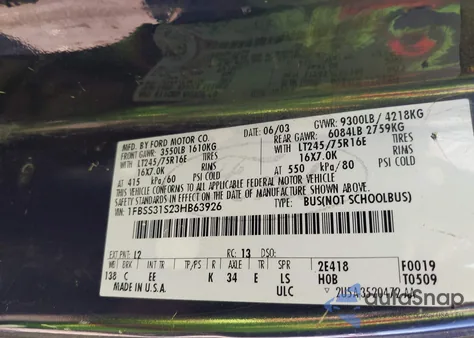 MFD. BY FORD MOTOR CO.
06/03 GVWR: 9300LB/ 4218KG
FRONT GAWR: 3550LB 1610KG REAR GAWR: 6084LB 2759KG
WITH LT245/75R16E TIRES WITH LT245/75R16E TIRES
16X7.0K RIMS 16X7.0K RIMS
AT 415 kPa/60 PSI COLD AT 550 kPa/80 PSI COLD
THIS VEHICLE CONFORMS TO ALL APPLICABLE FEDERAL MOTOR VEHICLE
SAFETY STANDARDS IN EFFECT ON THE DATE OF MANUFACTURE SHOWN ABOVE.
VIN: 1FBSS31S23HB63926 TYPE: BUS(NOT SCHOOLBUS)
EXT PNT: L2 RC: 13 DSO:
WB BRK INT TR TP/PS R AXLE TR SPR 2E418 F0019
138 C EE K 34 E LS H0B T0509
MADE IN U.S.A. ULC
autoSnap